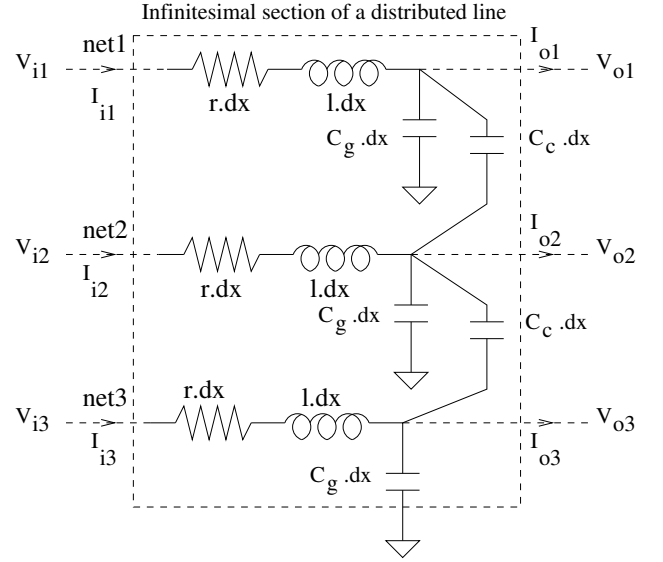 Infinitesimal section of a distributed line
net1
I_o1
V_i1
V_o1
I_i1
r.dx
l.dx
C_g .dx
C_c .dx
net2
I_o2
V_i2
V_o2
I_i2
r.dx
l.dx
C_g .dx
C_c .dx
r.dx
l.dx
net3
V_i3
V_o3
I_i3
I_o3
C_g .dx